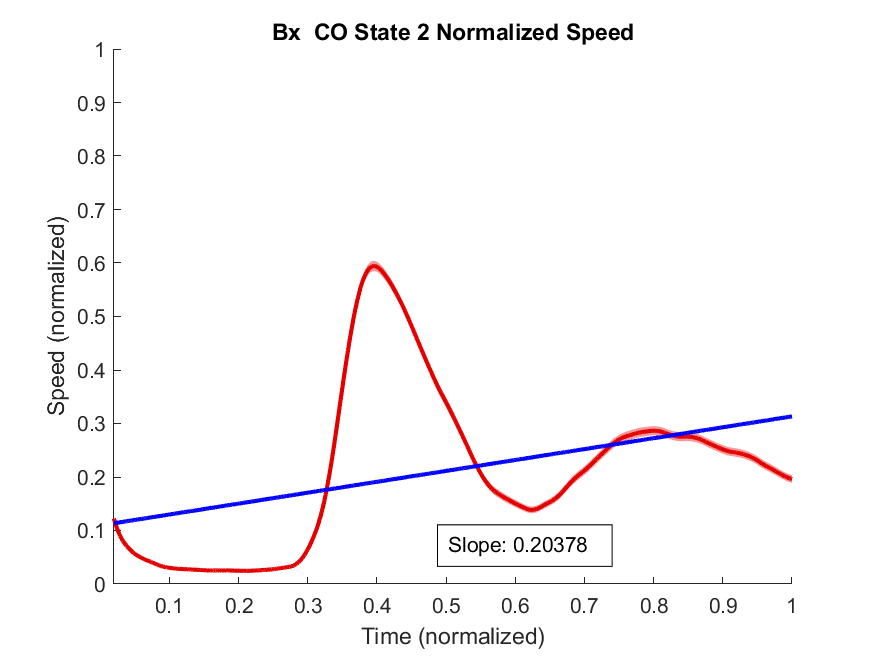 Bx  CO State 2 Normalized Speed
1
0.9
0.8
0.7
0.6
0.5
0.4
0.3
0.2
0.1
0
Speed (normalized)
Slope: 0.20378
0.1 0.2 0.3 0.4 0.5 0.6 0.7 0.8 0.9 1
Time (normalized)